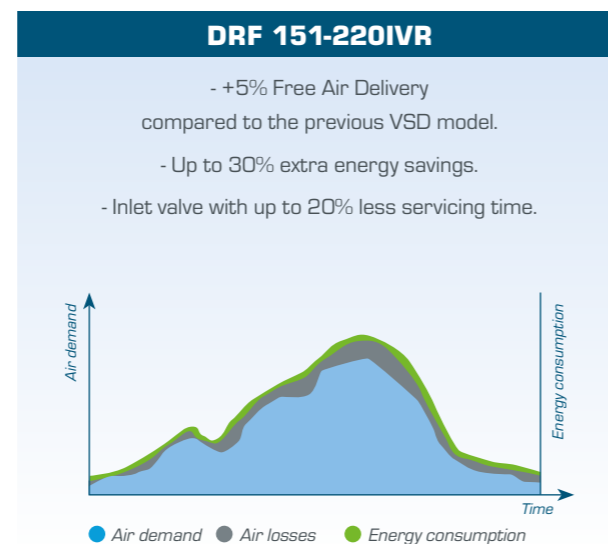 DRF 151-220IVR
- +5% Free Air Delivery
compared to the previous VSD model.
- Up to 30% extra energy savings.
- Inlet valve with up to 20% less servicing time.
Air demand
Energy consumption
Time
Air demand Air losses Energy consumption